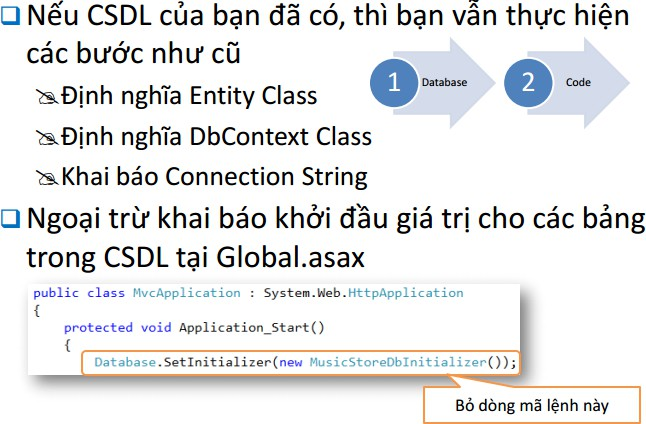 Nếu CSDL của bạn đã có, thì bạn vẫn thực hiện
các bước như cũ
1 Database 2 Code
Định nghĩa Entity Class
Định nghĩa DbContext Class
Khai báo Connection String
Ngoại trừ khai báo khởi đầu giá trị cho các bảng
trong CSDL tại Global.asax
public class MvcApplication : System.Web.HttpApplication
{
protected void Application_Start()
{
Database.SetInitializer(new MusicStoreDbInitializer());
Bỏ dòng mã lệnh này